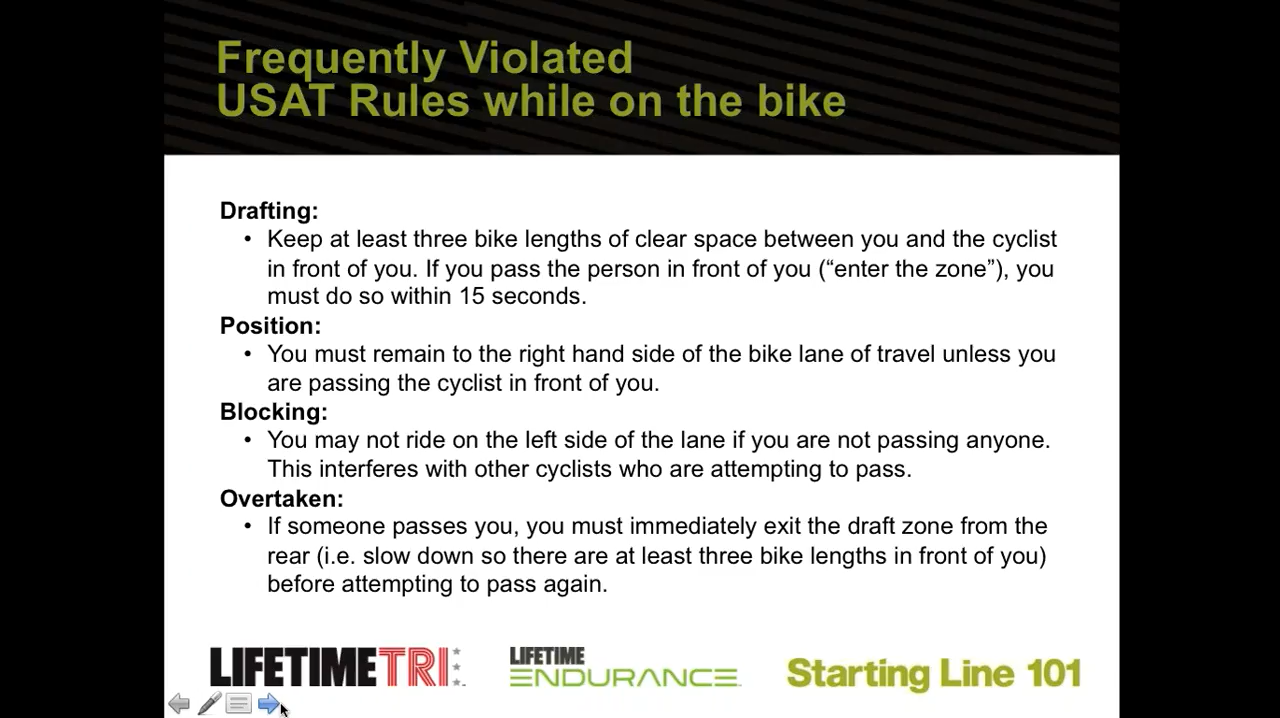 Frequently Violated
USAT Rules while on the bike
Drafting:
• Keep at least three bike lengths of clear space between you and the cyclist
in front of you. If you pass the person in front of you (“enter the zone”), you
must do so within 15 seconds.
Position:
• You must remain to the right hand side of the bike lane of travel unless you
are passing the cyclist in front of you.
Blocking:
• You may not ride on the left side of the lane if you are not passing anyone.
This interferes with other cyclists who are attempting to pass.
Overtaken:
• If someone passes you, you must immediately exit the draft zone from the
rear (i.e. slow down so there are at least three bike lengths in front of you)
before attempting to pass again.
LIFETIMETRI
LIFETIME
ENDURANCE
Starting Line 101